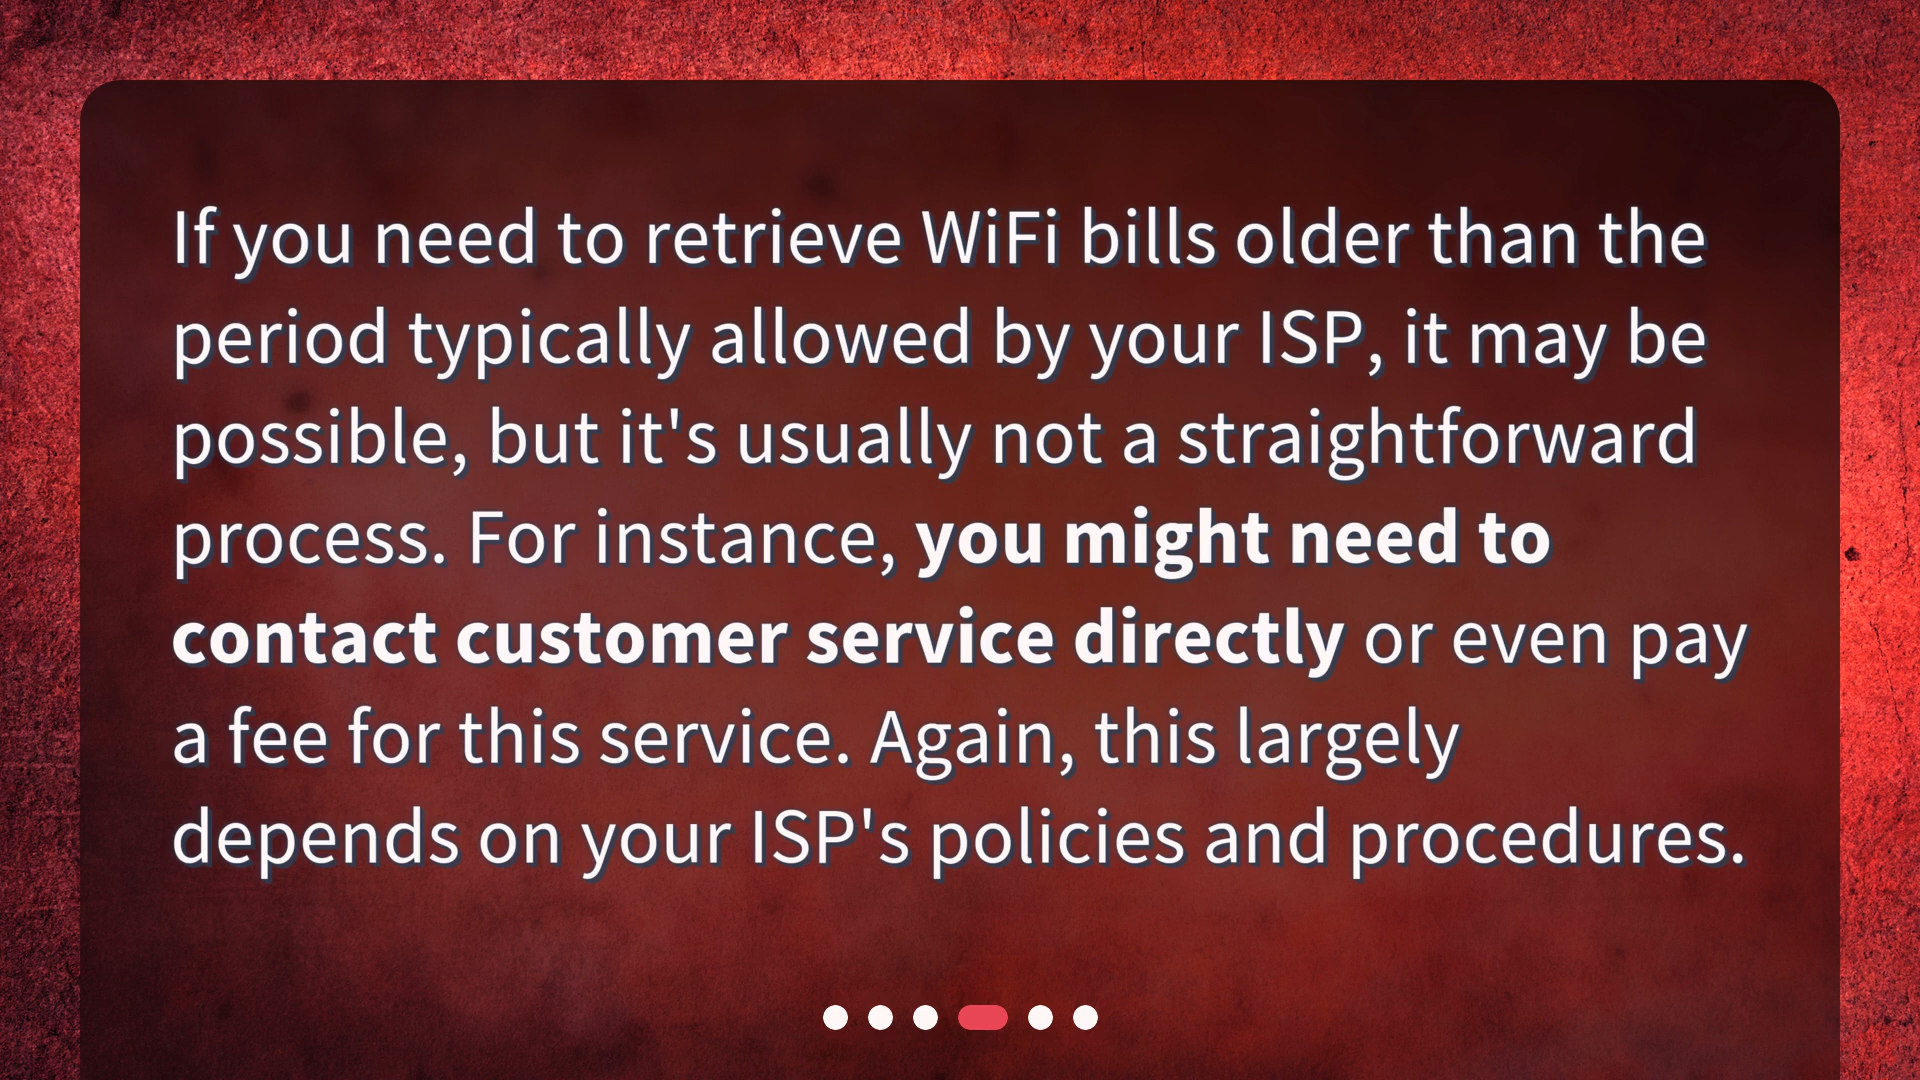 If you need to retrieve WiFi bills older than the
period typically allowed by your ISP, it may be
possible, but it's usually not a straightforward
process. For instance, you might need to
contact customer service directly or even pay
a fee for this service. Again, this largely
depends on your ISP's policies and procedures.